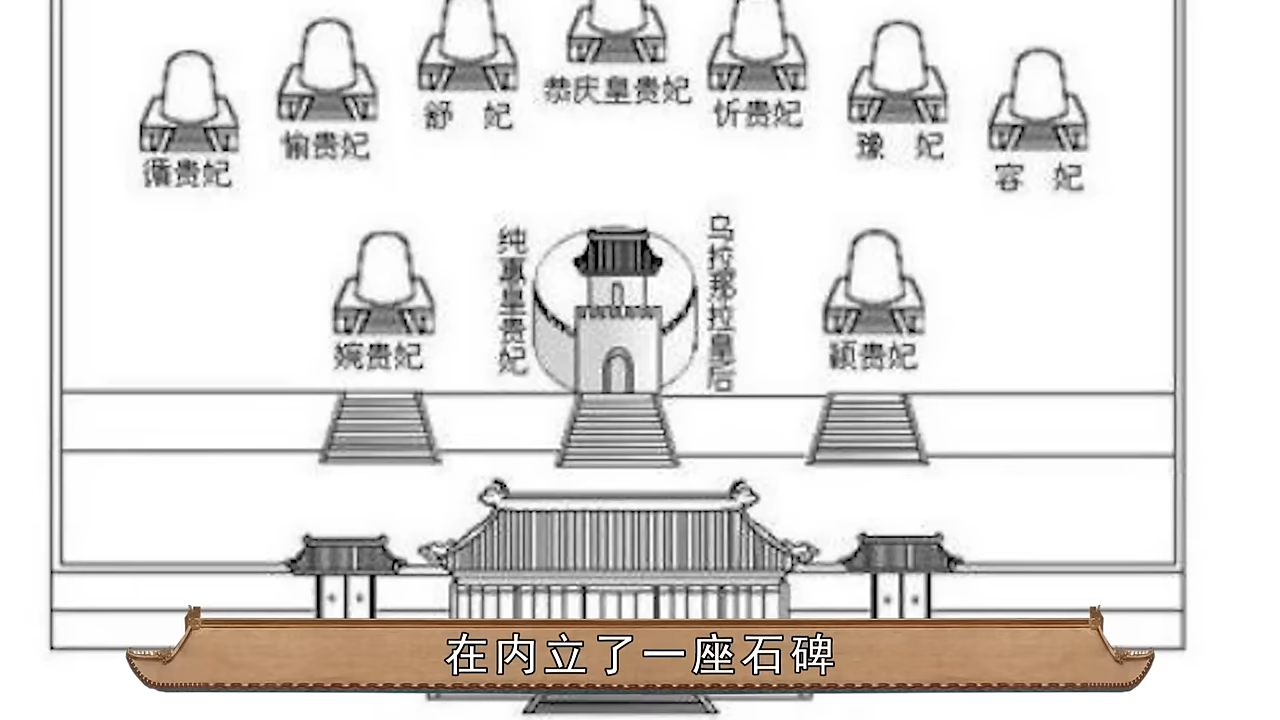 恭庆皇贵妃
舒 妃
忻贵妃
愉贵妃
豫 妃
循贵妃
容 妃
纯惠皇贵妃
乌拉那拉皇后
婉贵妃
颖贵妃
在内立了一座石碑